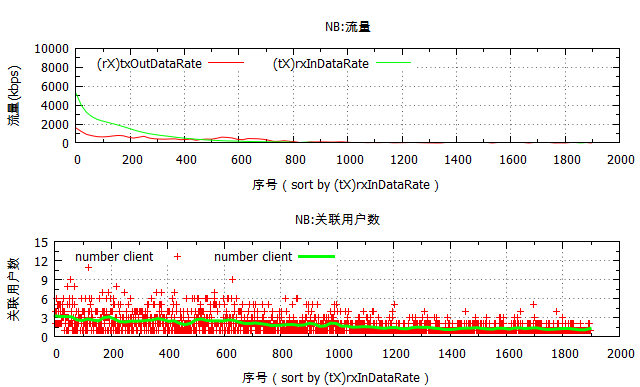 NB:流量
10000
8000
6000
4000
2000
0
流量(kbps)
(rX)txOutDataRate (tX)rxInDataRate
0 200 400 600 800 1000 1200 1400 1600 1800 2000
序号（sort by (tX)rxInDataRate）
NB:关联用户数
15
12
9
6
3
0
关联用户数
number client number client
0 200 400 600 800 1000 1200 1400 1600 1800 2000
序号（sort by (tX)rxInDataRate）